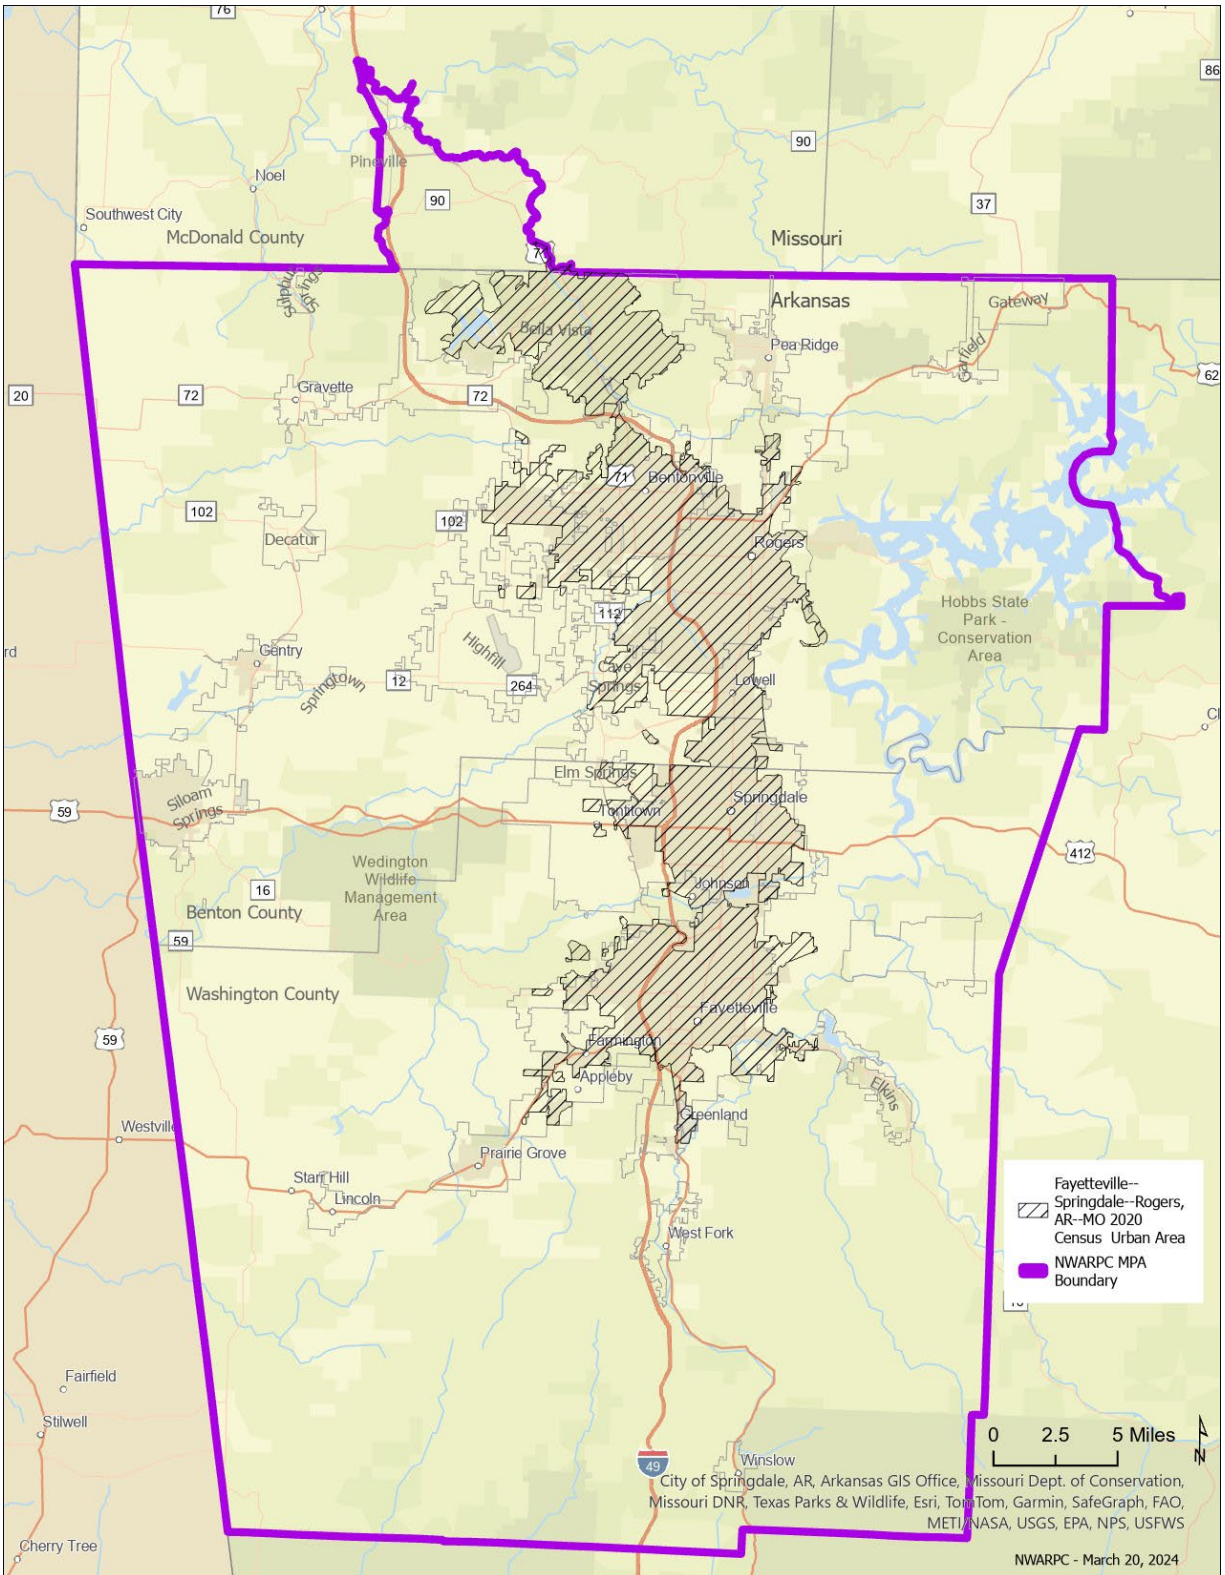 76
86
90
Pineville
Noel
90
37
Southwest City
McDonald County
Missouri
7
Sulphur
Springs
Arkansas
Gateway
Bella Vista
Pea Ridge
Garfield
62
20
72
Gravette
72
71
Bentonville
102
102
Decatur
Rogers
Hobbs State
Park -
Conservation
Area
112
Highfill
Gentry
rd
Springtown
12
264
Cave
Springs
Lowell
Cl
Elm Springs
Siloam
Springs
59
Tontitown
Springdale
412
Wedington
Wildlife
Management
Area
Johnson
16
Benton County
59
Washington County
Fayetteville
59
Farmington
Appleby
Elkins
Greenland
Westville
Prairie Grove
Starr Hill
Lincoln
West Fork
Fayetteville--
Springdale--Rogers,
AR--MO 2020
Census Urban Area
NWARPC MPA
Boundary
Fairfield
Stilwell
0 2.5 5 Miles
N
49
Winslow
City of Springdale, AR, Arkansas GIS Office, Missouri Dept. of Conservation,
Missouri DNR, Texas Parks & Wildlife, Esri, TomTom, Garmin, SafeGraph, FAO,
METI/NASA, USGS, EPA, NPS, USFWS
Cherry Tree
NWARPC - March 20, 2024